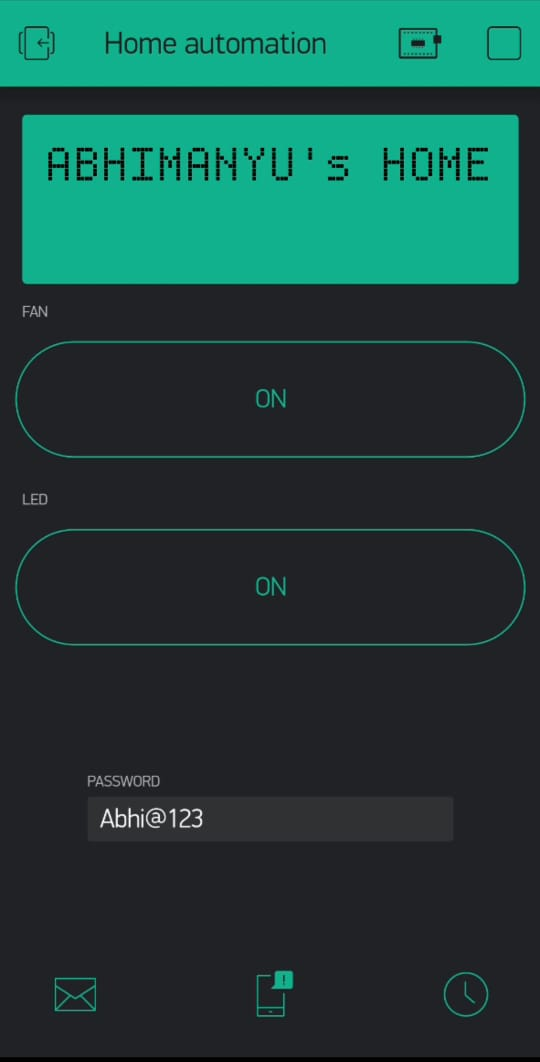 Home automation
ABHIMANYU's HOME
FAN
ON
LED
ON
PASSWORD
Abhi@123